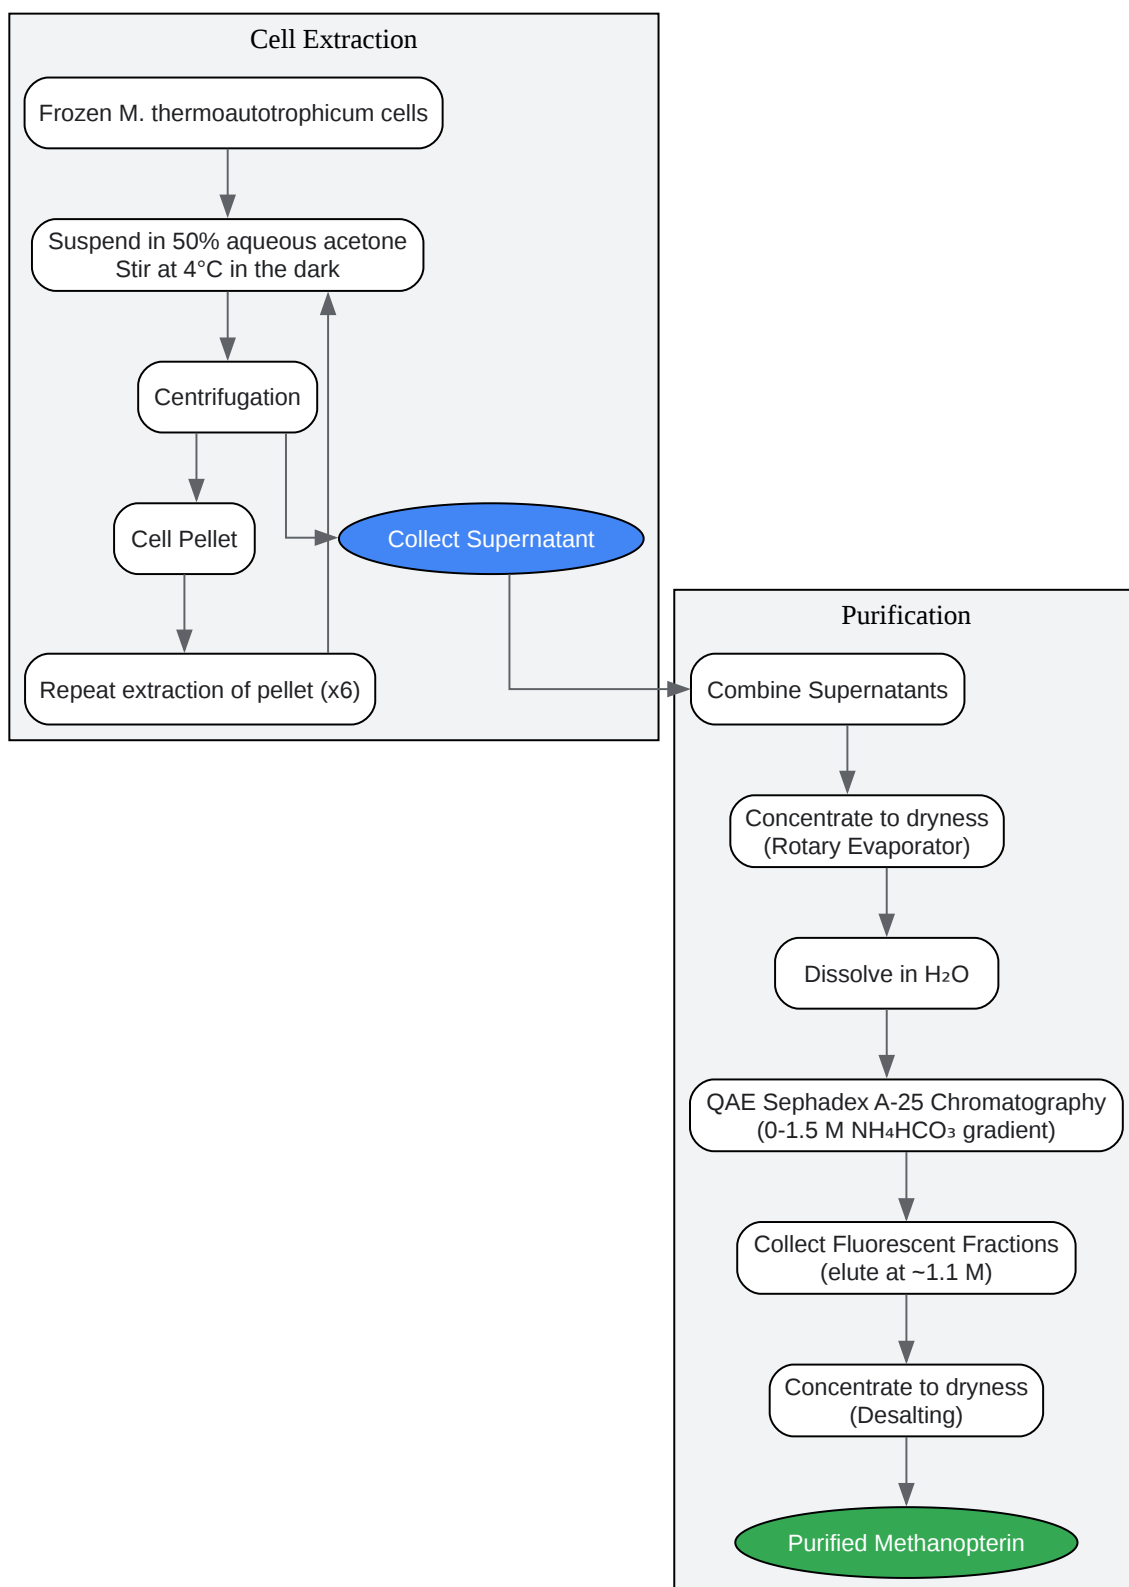 Cell Extraction
Frozen M. thermoautotrophicum cells
Suspend in 50% aqueous acetone
Stir at 4°C in the dark
Centrifugation
Cell Pellet
Collect Supernatant
Repeat extraction of pellet (x6)
Purification
Combine Supernatants
Concentrate to dryness
(Rotary Evaporator)
Dissolve in H₂O
QAE Sephadex A-25 Chromatography
(0-1.5 M NH₄HCO₃ gradient)
Collect Fluorescent Fractions
(elute at ~1.1 M)
Concentrate to dryness
(Desalting)
Purified Methanopterin